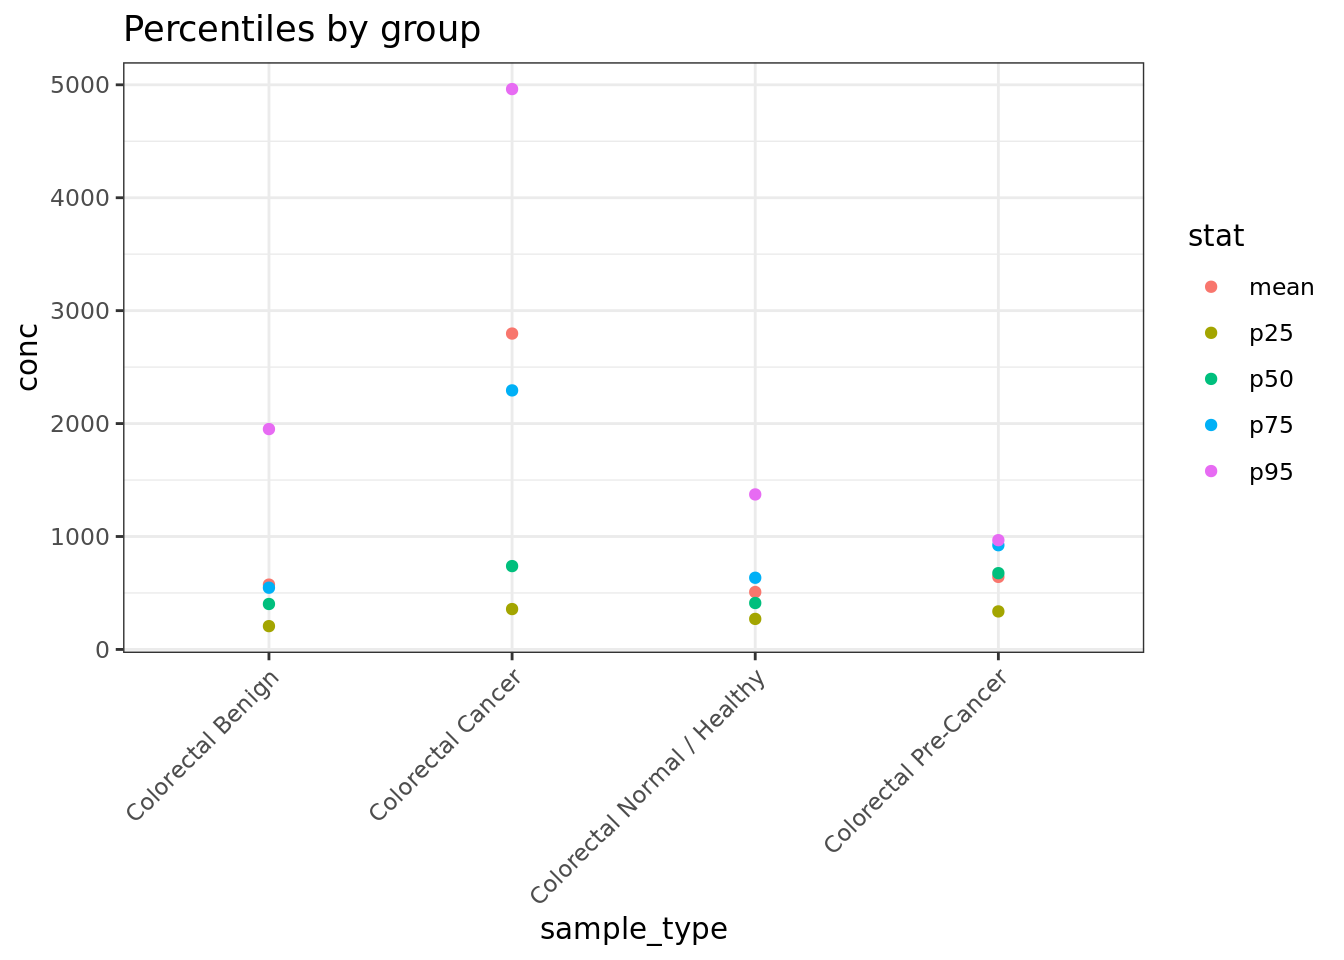 Percentiles by group
5000
4000
3000
2000
1000
0
conc
Colorectal Benign
Colorectal Cancer
Colorectal Normal / Healthy
Colorectal Pre-Cancer
sample_type
stat
mean
p25
p50
p75
p95